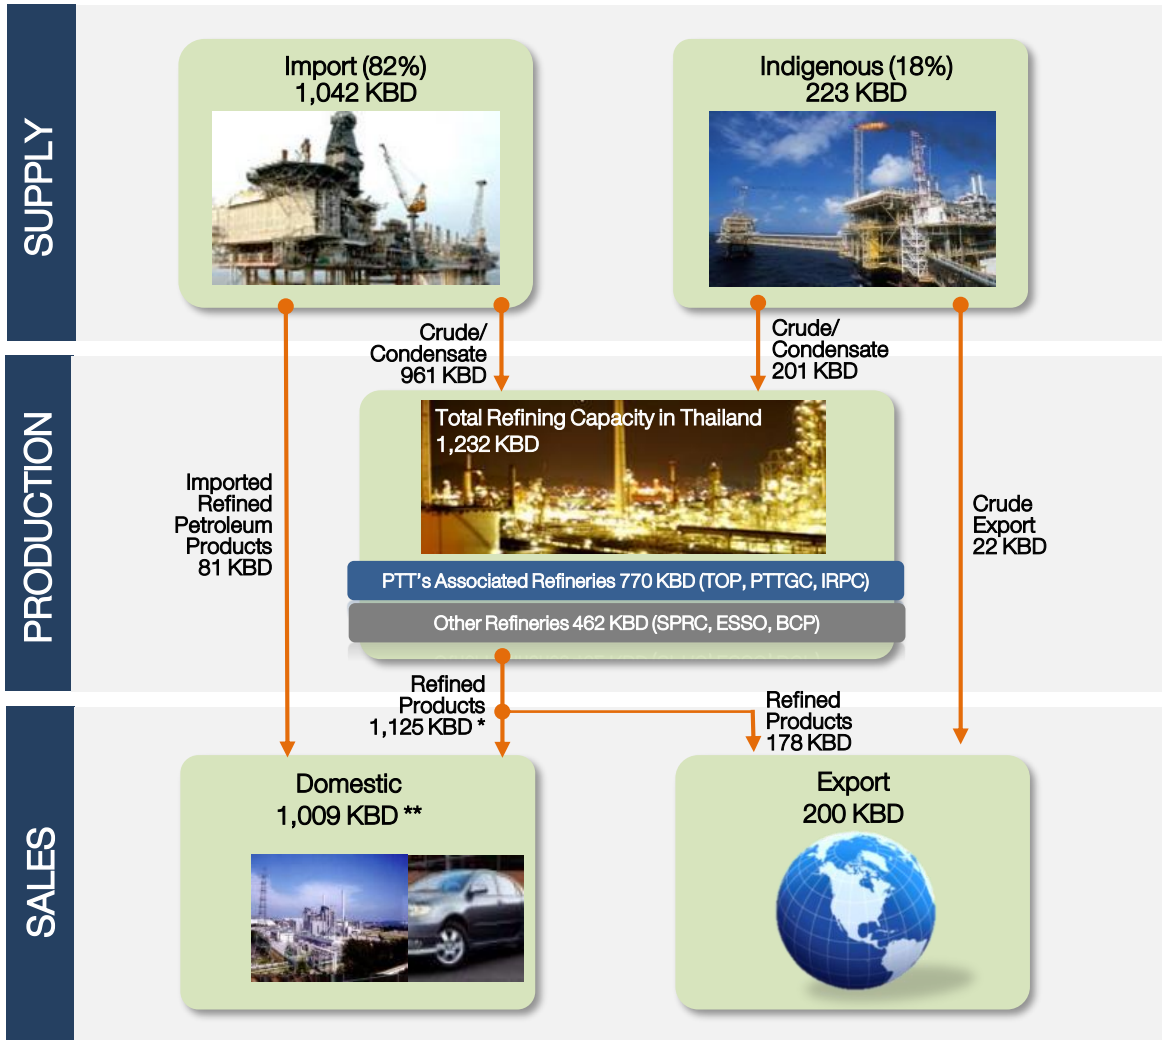 SUPPLY
Import (82%)
1,042 KBD
Indigenous (18%)
223 KBD
Crude/
Condensate
961 KBD
Crude/
Condensate
201 KBD
PRODUCTION
Total Refining Capacity in Thailand
1,232 KBD
Imported
Refined
Petroleum
Products
81 KBD
Crude
Export
22 KBD
PTT's Associated Refineries 770 KBD (TOP, PTTGC, IRPC)
Other Refineries 462 KBD (SPRC, ESSO, BCP)
Refined
Products
1,125 KBD *
Refined
Products
178 KBD
SALES
Domestic
1,009 KBD **
Export
200 KBD